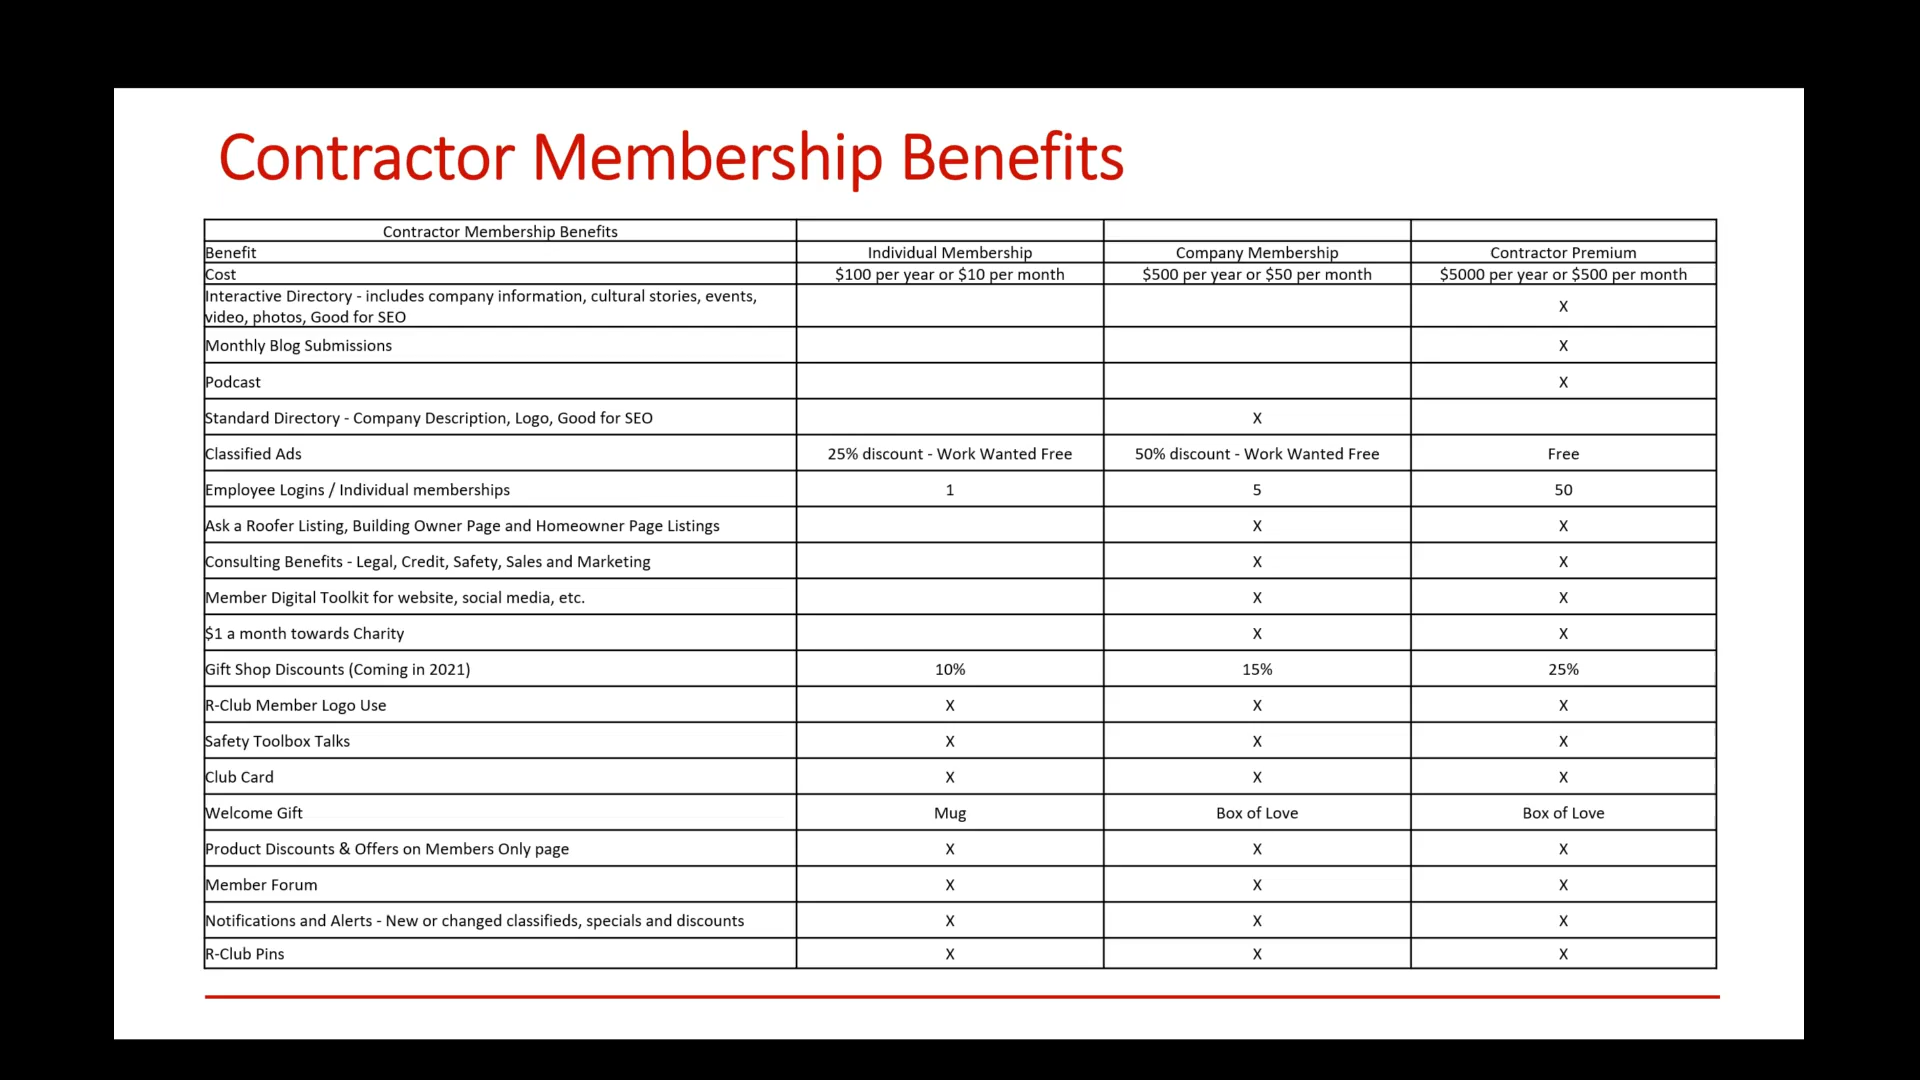 Contractor Membership Benefits
Contractor Membership Benefits
Benefit Individual Membership Company Membership Contractor Premium
Cost $100 per year or $10 per month $500 per year or $50 per month $5000 per year or $500 per month
Interactive Directory - includes company information, cultural stories, events,
video, photos, Good for SEO X
Monthly Blog Submissions X
Podcast X
Standard Directory - Company Description, Logo, Good for SEO X
Classified Ads 25% discount - Work Wanted Free 50% discount - Work Wanted Free Free
Employee Logins / Individual memberships 1 5 50
Ask a Roofer Listing, Building Owner Page and Homeowner Page Listings X X
Consulting Benefits - Legal, Credit, Safety, Sales and Marketing X X
Member Digital Toolkit for website, social media, etc. X X
$1 a month towards Charity X X
Gift Shop Discounts (Coming in 2021) 10% 15% 25%
R-Club Member Logo Use X X X
Safety Toolbox Talks X X X
Club Card X X X
Welcome Gift Mug Box of Love Box of Love
Product Discounts & Offers on Members Only page X X X
Member Forum X X X
Notifications and Alerts - New or changed classifieds, specials and discounts X X X
R-Club Pins X X X